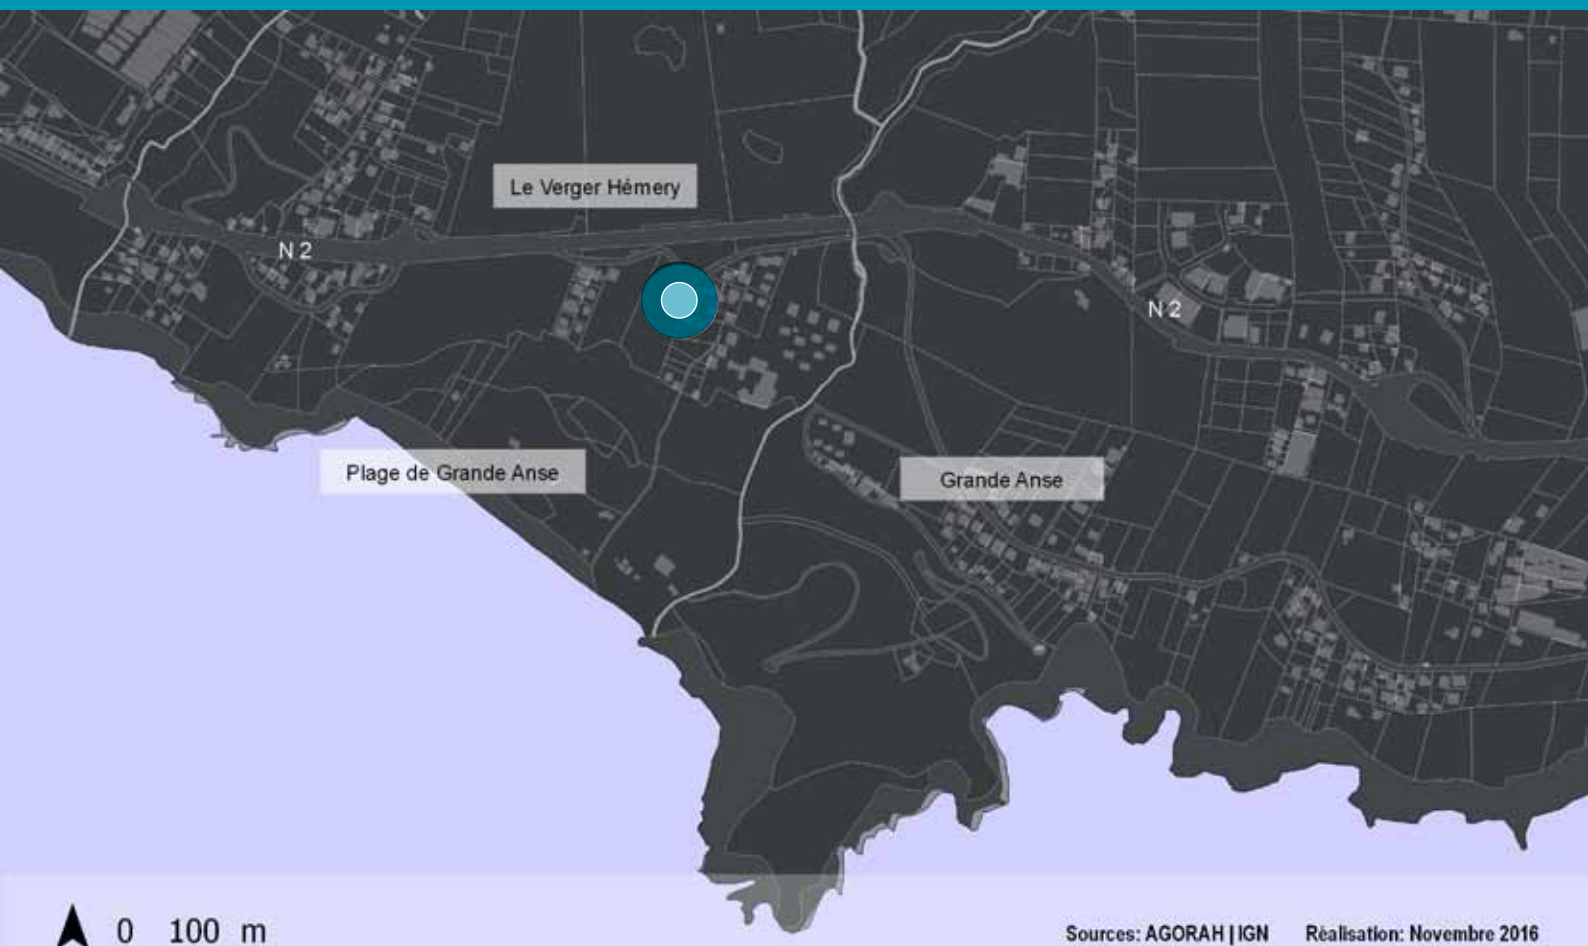 Le Verger Hémery
N 2
N 2
Plage de Grande Anse
Grande Anse
0 100 m
Sources: AGORAH | IGN Réalisation: Novembre 2016